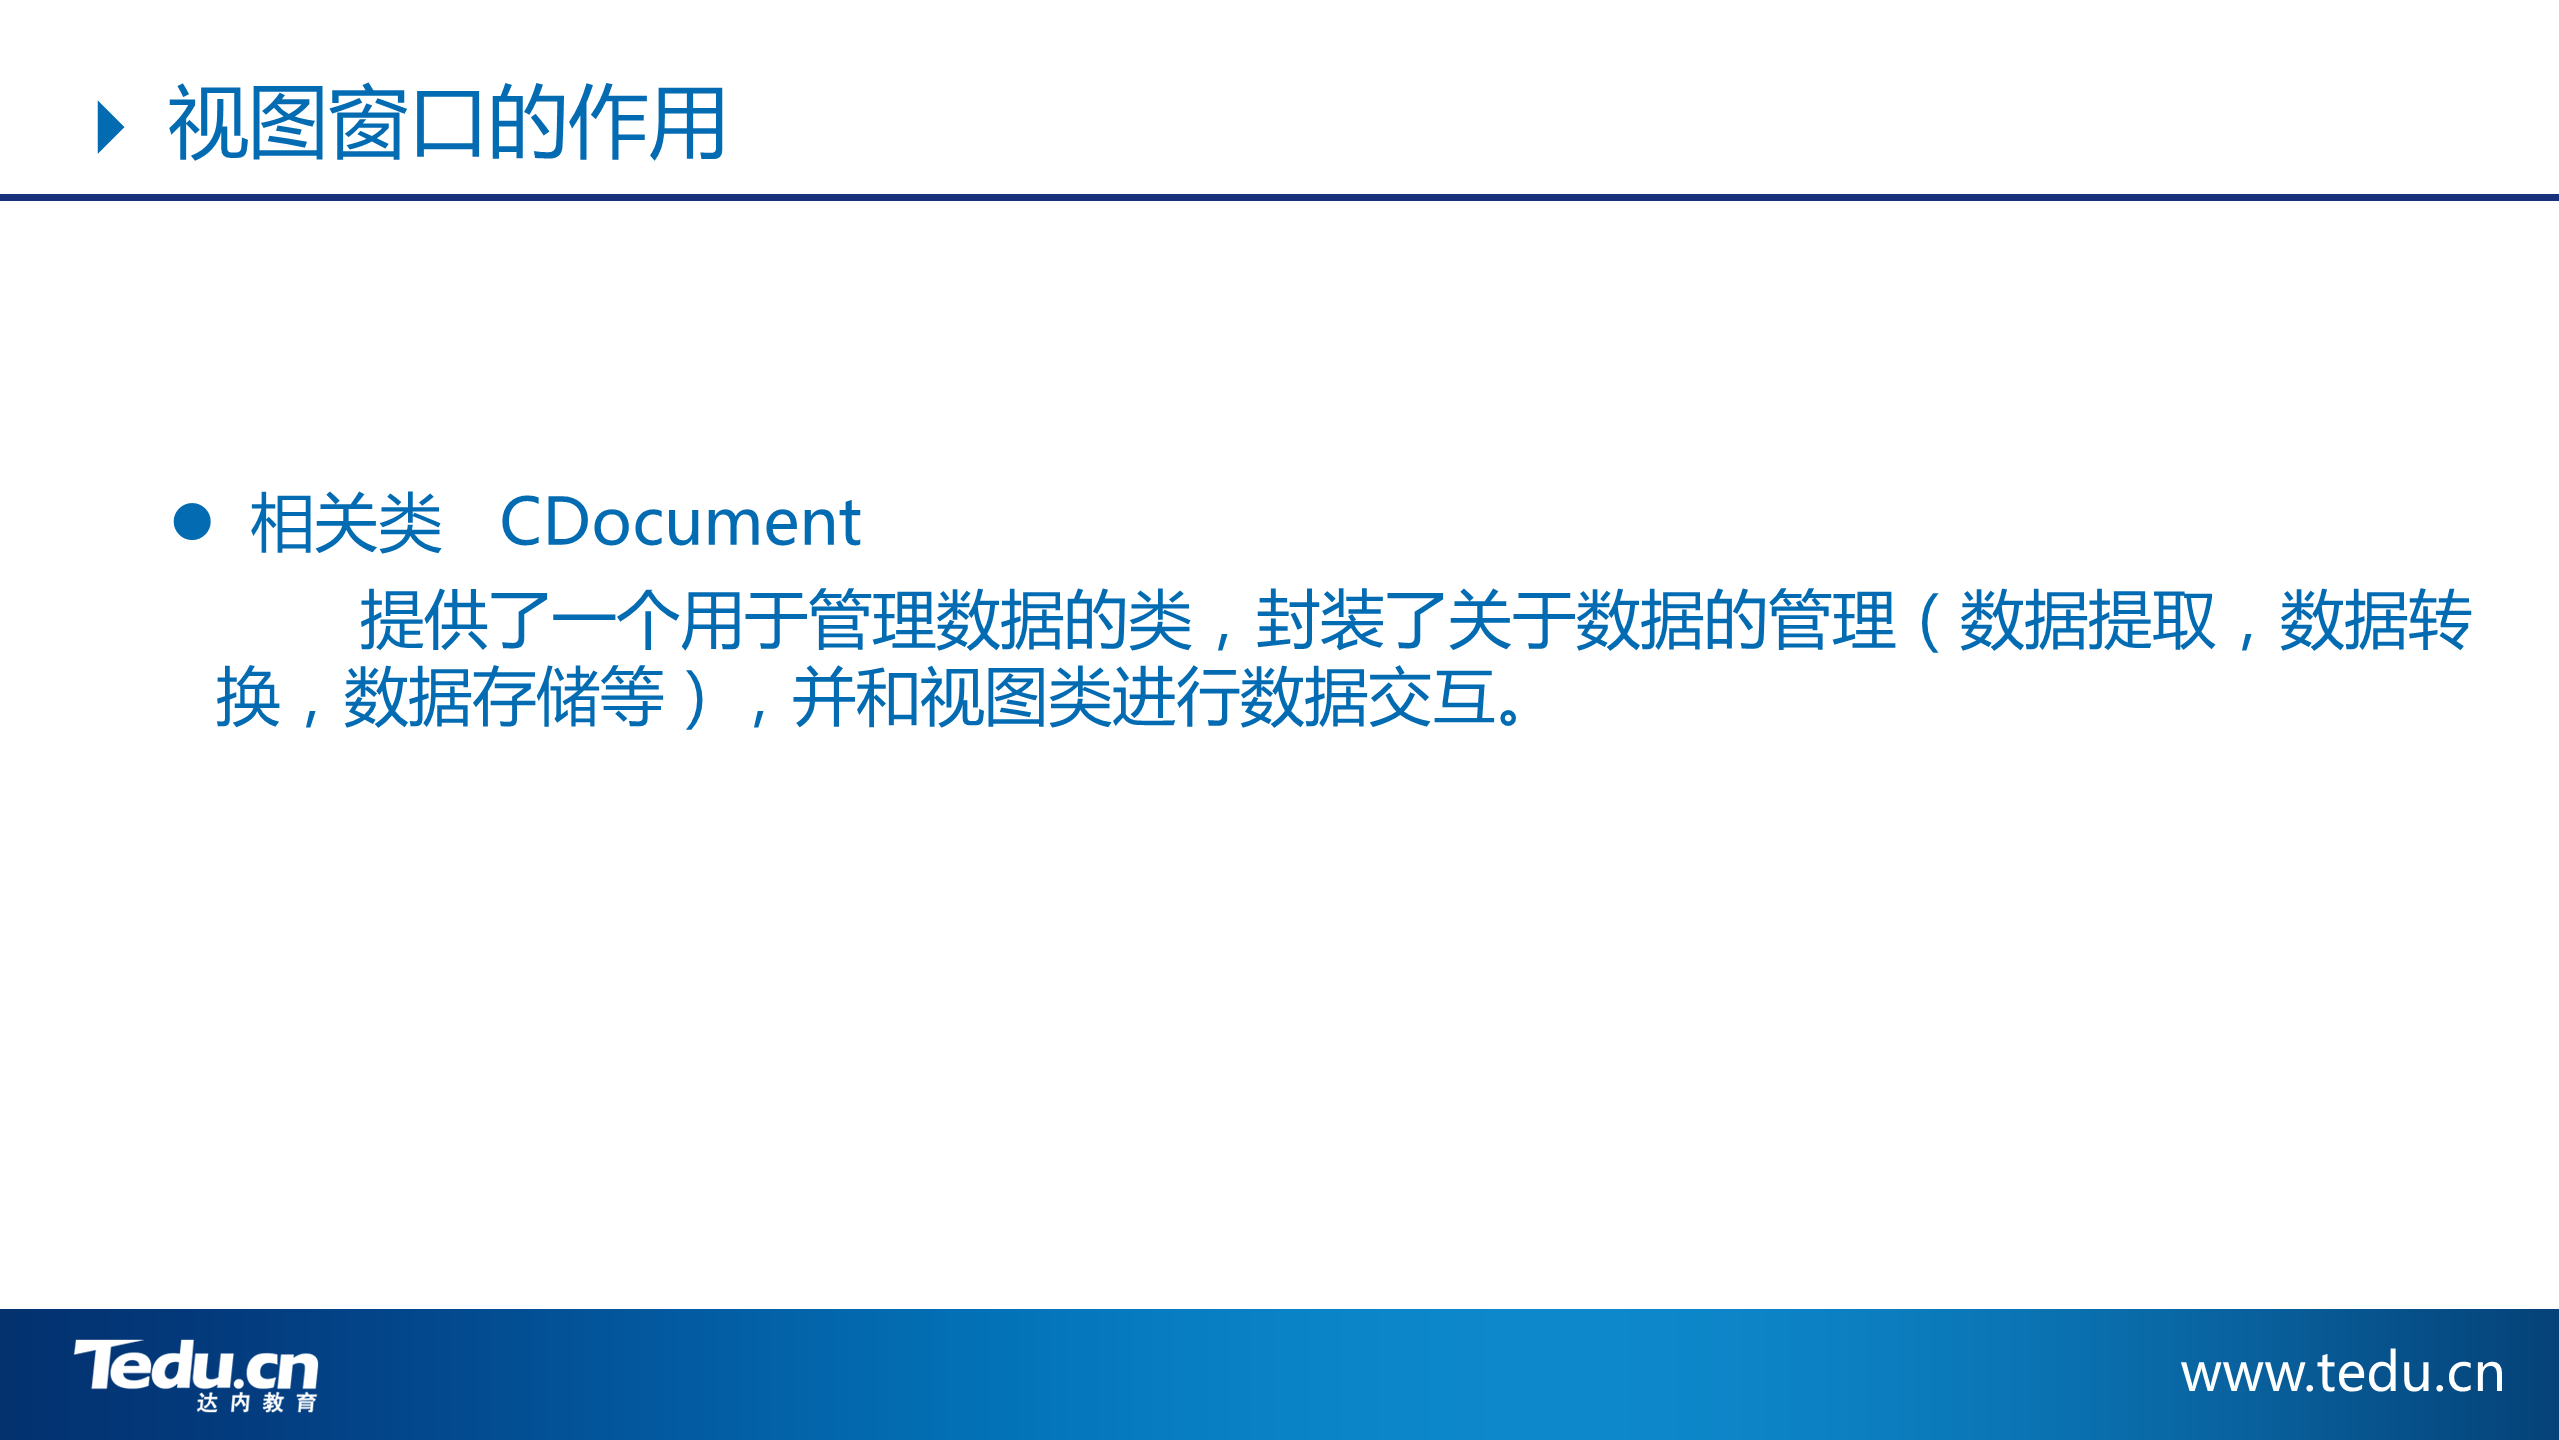 视图窗口的作用
相关类 CDocument
提供了一个用于管理数据的类，封装了关于数据的管理（数据提取，数据转
换，数据存储等），并和视图类进行数据交互。
Tedu.cn
达内教育
www.tedu.cn